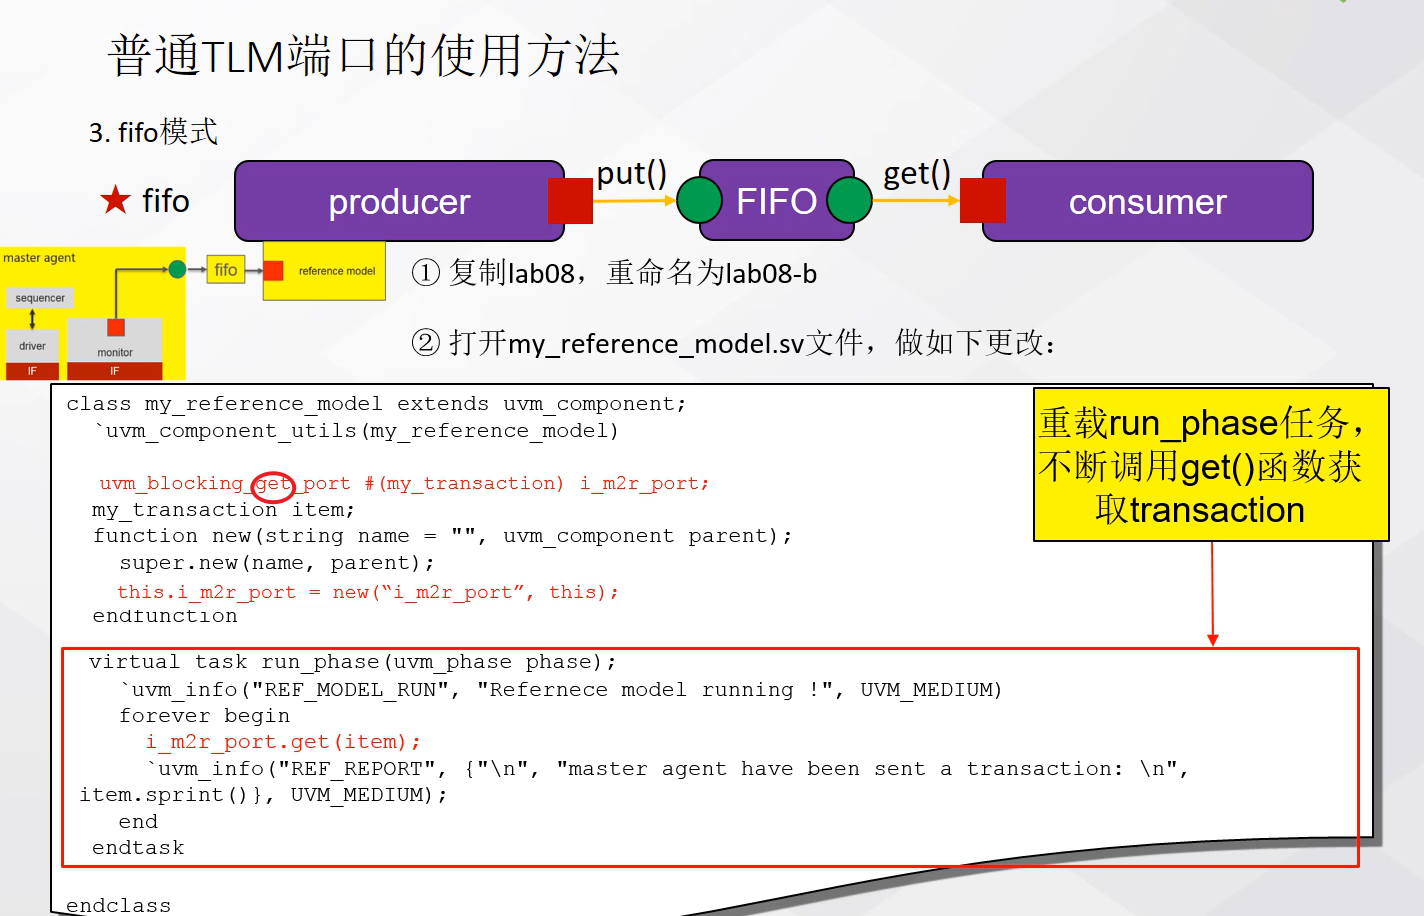 普通TLM端口的使用方法
3. fifo模式
★ fifo
producer
put()
FIFO
get()
consumer
master agent
sequencer
driver
IF
monitor
IF
fifo
reference model
① 复制lab08，重命名为lab08-b
② 打开my_reference_model.sv文件，做如下更改：
class my_reference_model extends uvm_component;
`uvm_component_utils(my_reference_model)
uvm_blocking_get_port #(my_transaction) i_m2r_port;
my_transaction item;
function new(string name = "", uvm_component parent);
super.new(name, parent);
this.i_m2r_port = new(“i_m2r_port”, this);
endfunction
virtual task run_phase(uvm_phase phase);
`uvm_info("REF_MODEL_RUN", "Refernece model running !", UVM_MEDIUM)
forever begin
i_m2r_port.get(item);
`uvm_info("REF_REPORT", {"\n", "master agent have been sent a transaction: \n",
item.sprint()}, UVM_MEDIUM);
end
endtask
endclass
重载run_phase任务，
不断调用get()函数获
取transaction